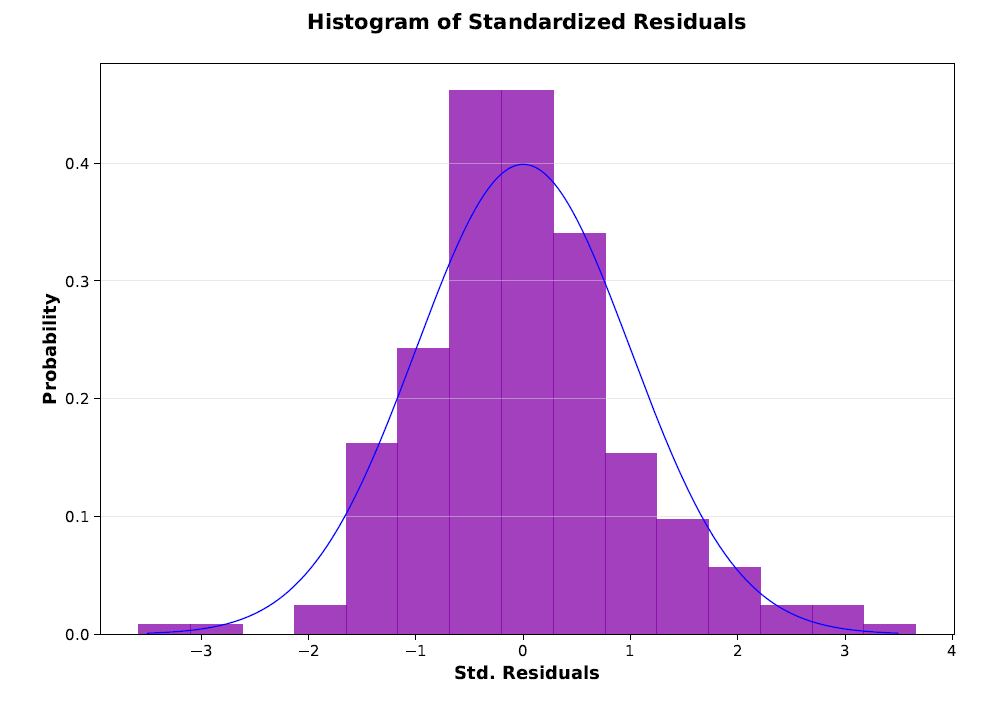 Histogram of Standardized Residuals
Probability
0.4
0.3
0.2
0.1
0.0
−3 −2 −1 0 1 2 3 4
Std. Residuals